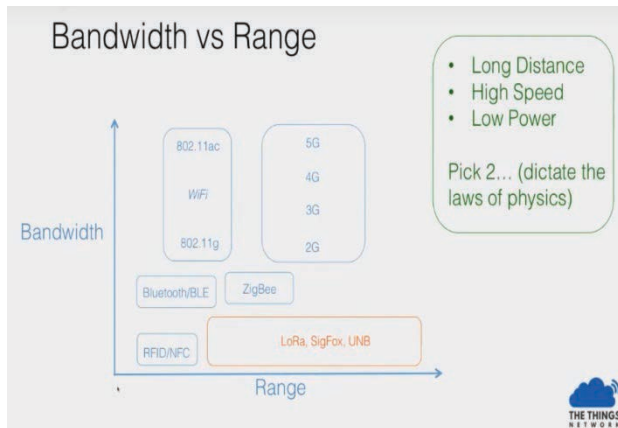 Bandwidth vs Range
• Long Distance
• High Speed
• Low Power
Pick 2... (dictate the
laws of physics)
Bandwidth
802.11ac
WiFi
802.11g
5G
4G
3G
2G
Bluetooth/BLE
ZigBee
RFID/NFC
LoRa, SigFox, UNB
Range
THE THINGS
NETWORK